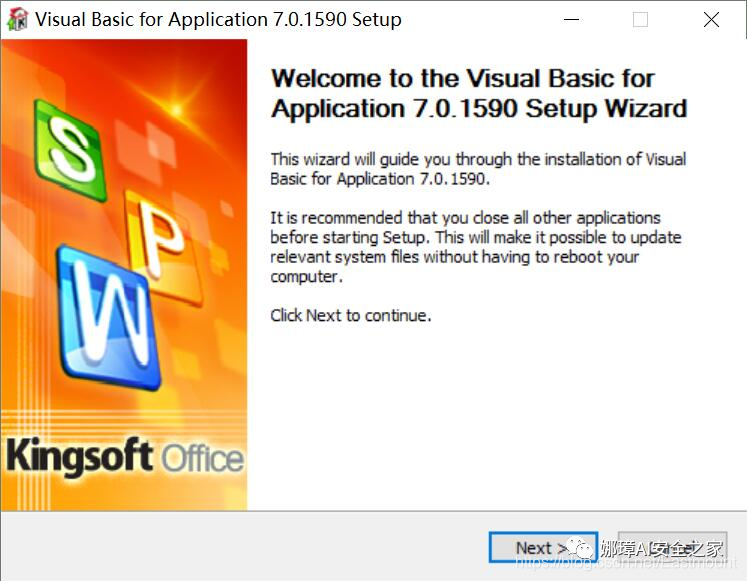 Visual Basic for Application 7.0.1590 Setup
S
P
W
Kingsoft Office
Welcome to the Visual Basic for
Application 7.0.1590 Setup Wizard
This wizard will guide you through the installation of Visual
Basic for Application 7.0.1590.
It is recommended that you close all other applications
before starting Setup. This will make it possible to update
relevant system files without having to reboot your
computer.
Click Next to continue.
Next >
娜璋AI安全之家
https://blog.csdn.net/Eastmount